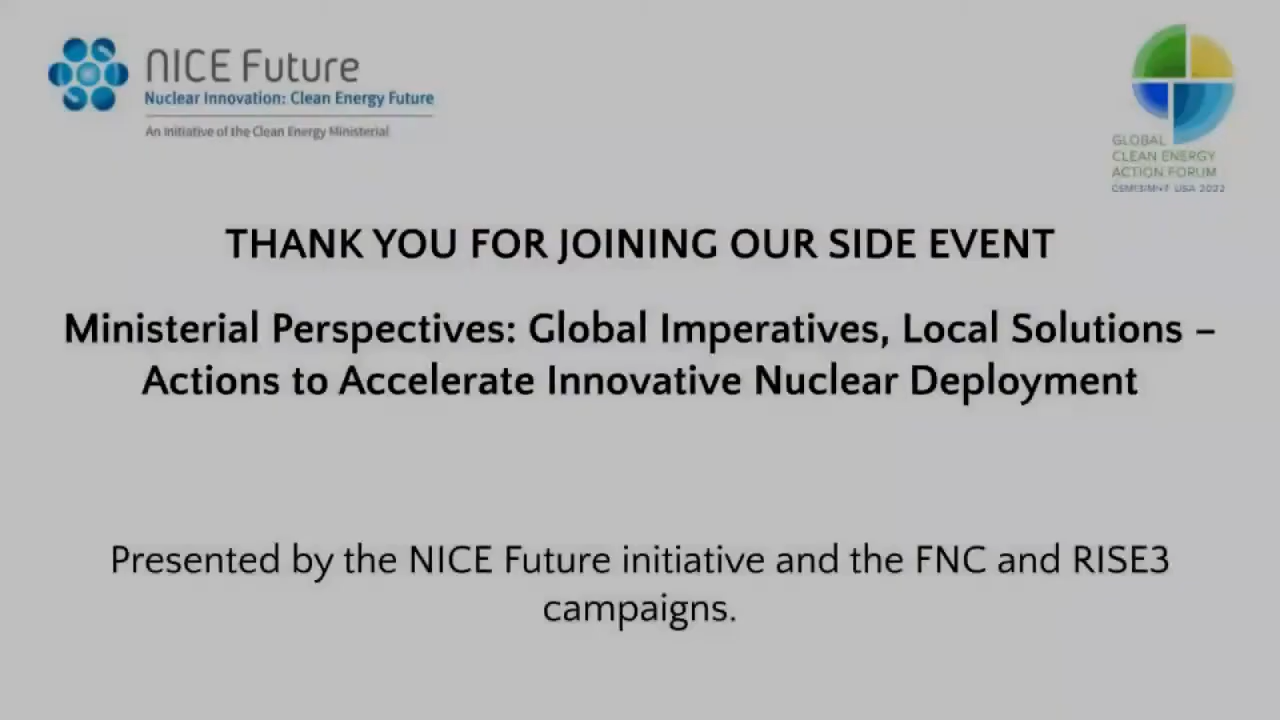 NICE Future
Nuclear Innovation: Clean Energy Future
An Initiative of the Clean Energy Ministerial
GLOBAL
CLEAN ENERGY
ACTION FORUM
USA 2022
THANK YOU FOR JOINING OUR SIDE EVENT
Ministerial Perspectives: Global Imperatives, Local Solutions –
Actions to Accelerate Innovative Nuclear Deployment
Presented by the NICE Future initiative and the FNC and RISE3
campaigns.